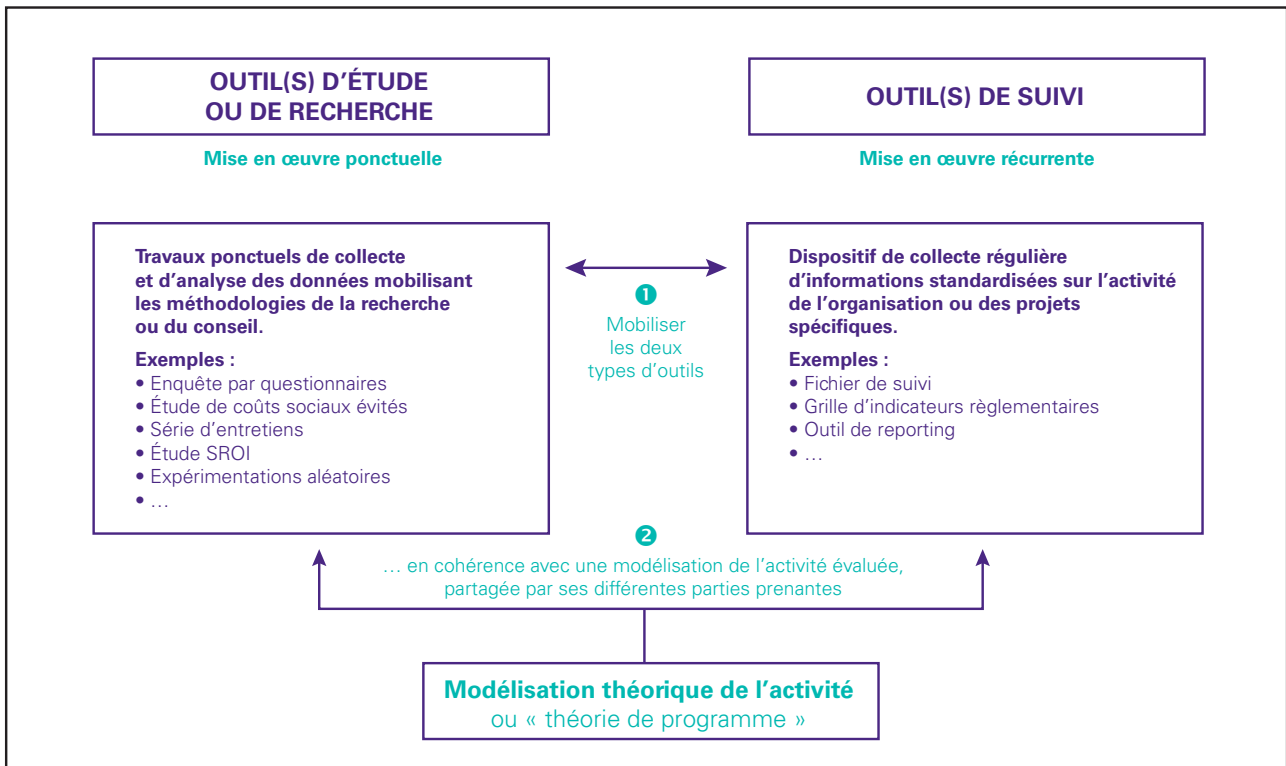 OUTIL(S) D'ÉTUDE
OU DE RECHERCHE
Mise en œuvre ponctuelle
OUTIL(S) DE SUIVI
Mise en œuvre récurrente
Travaux ponctuels de collecte
et d'analyse des données mobilisant
les méthodologies de la recherche
ou du conseil.
Exemples :
• Enquête par questionnaires
• Étude de coûts sociaux évités
• Série d'entretiens
• Étude SROI
• Expérimentations aléatoires
• …
1
Mobiliser
les deux
types d'outils
Dispositif de collecte régulière
d'informations standardisées sur l'activité
de l'organisation ou des projets
spécifiques.
Exemples :
• Fichier de suivi
• Grille d'indicateurs règlementaires
• Outil de reporting
• …
2
… en cohérence avec une modélisation de l'activité évaluée,
partagée par ses différentes parties prenantes
Modélisation théorique de l'activité
ou « théorie de programme »